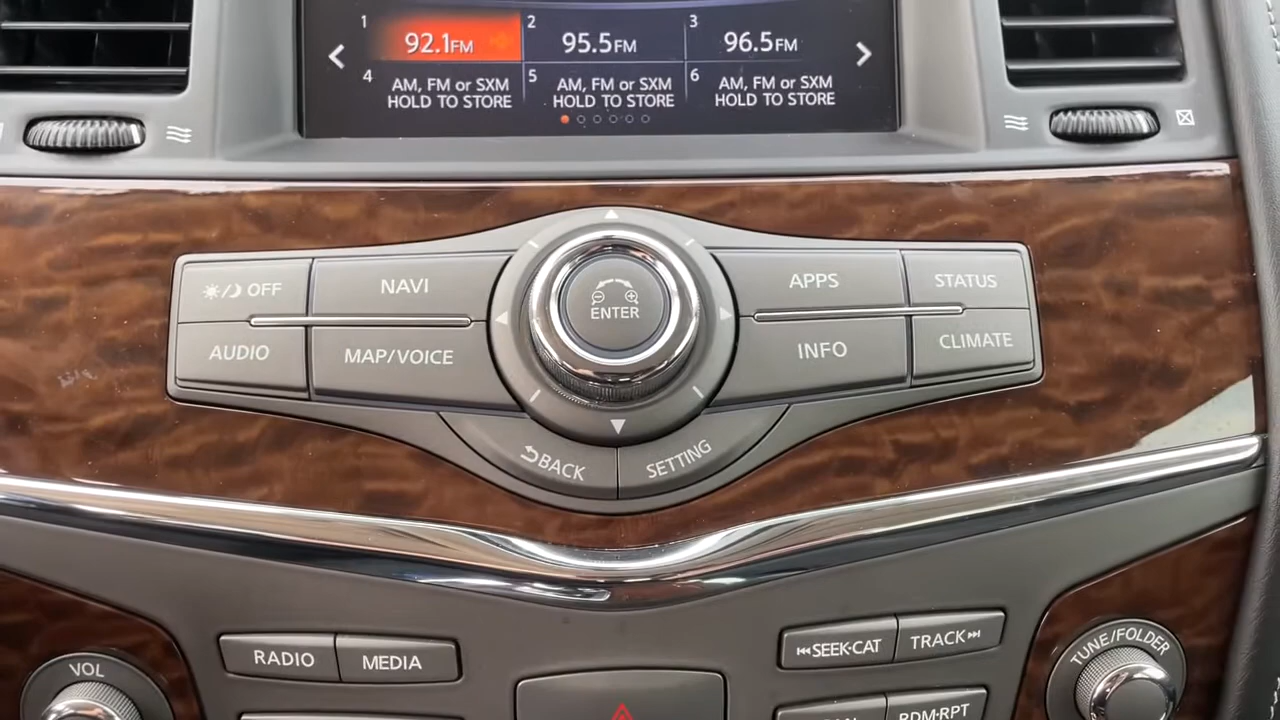 1 2 3
92.1FM 95.5FM 96.5FM
4 5 6
AM, FM or SXM AM, FM or SXM AM, FM or SXM
HOLD TO STORE HOLD TO STORE HOLD TO STORE
OFF NAVI APPS STATUS
ENTER
AUDIO MAP/VOICE INFO CLIMATE
BACK SETTING
RADIO MEDIA SEEK·CAT TRACK
VOL TUNE/FOLDER
RDM·RPT